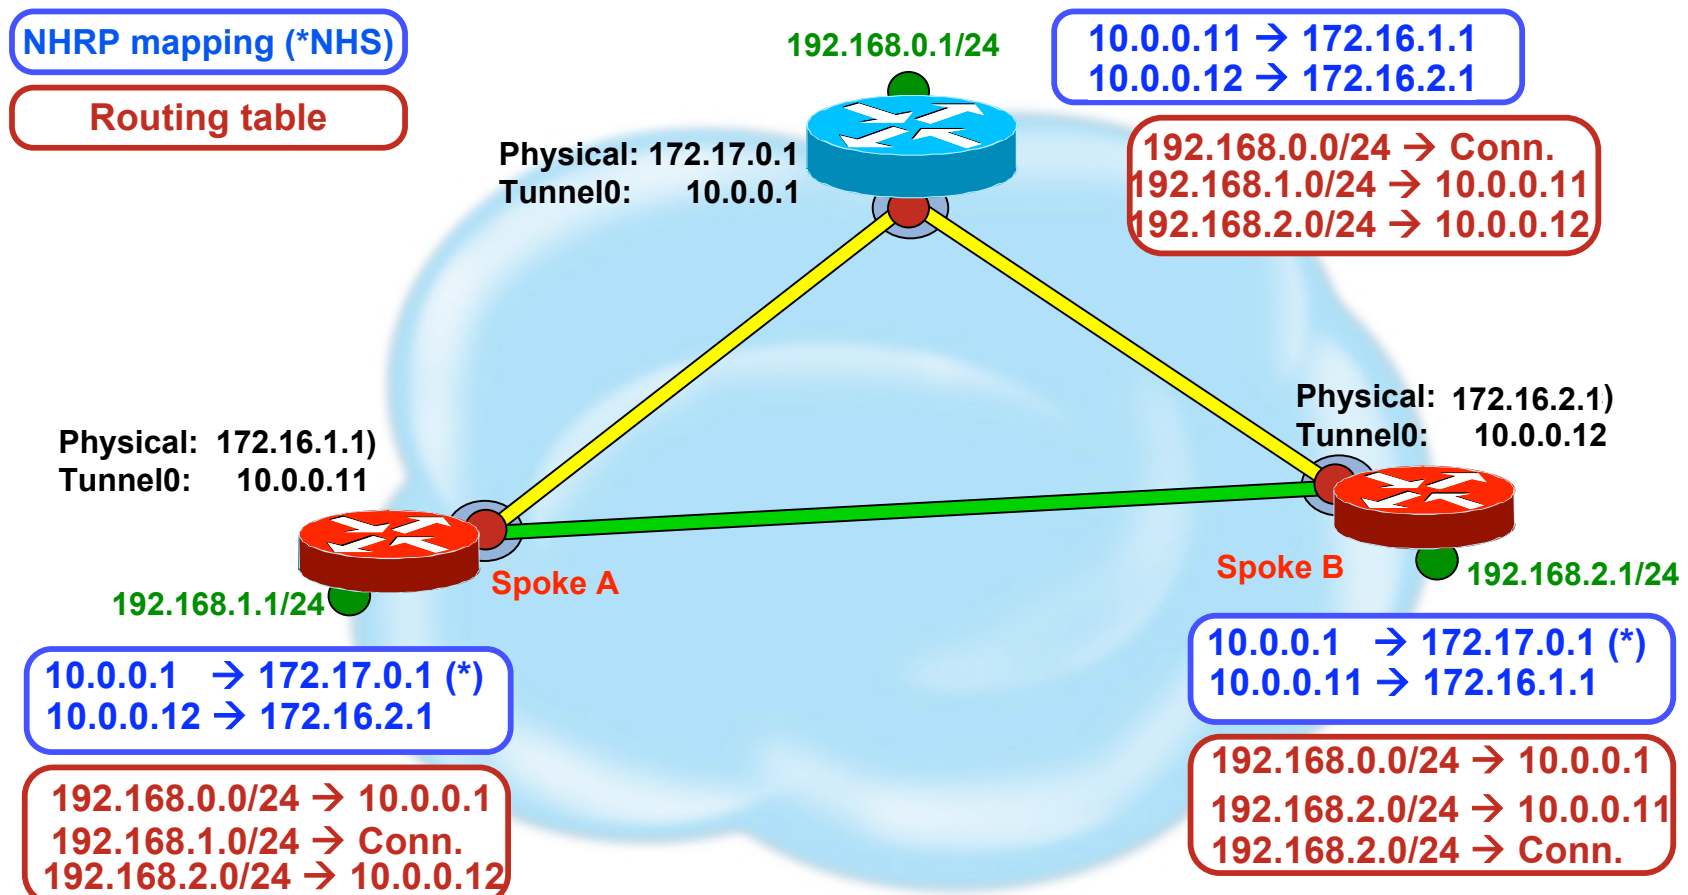 NHRP mapping (*NHS)
Routing table
192.168.0.1/24
10.0.0.11 → 172.16.1.1
10.0.0.12 → 172.16.2.1
Physical: 172.17.0.1
Tunnel0: 10.0.0.1
192.168.0.0/24 → Conn.
192.168.1.0/24 → 10.0.0.11
192.168.2.0/24 → 10.0.0.12
Physical: 172.16.1.1)
Tunnel0: 10.0.0.11
Physical: 172.16.2.1)
Tunnel0: 10.0.0.12
Spoke A
192.168.1.1/24
Spoke B
192.168.2.1/24
10.0.0.1 → 172.17.0.1 (*)
10.0.0.12 → 172.16.2.1
192.168.0.0/24 → 10.0.0.1
192.168.1.0/24 → Conn.
192.168.2.0/24 → 10.0.0.12
10.0.0.1 → 172.17.0.1 (*)
10.0.0.11 → 172.16.1.1
192.168.0.0/24 → 10.0.0.1
192.168.2.0/24 → 10.0.0.11
192.168.2.0/24 → Conn.